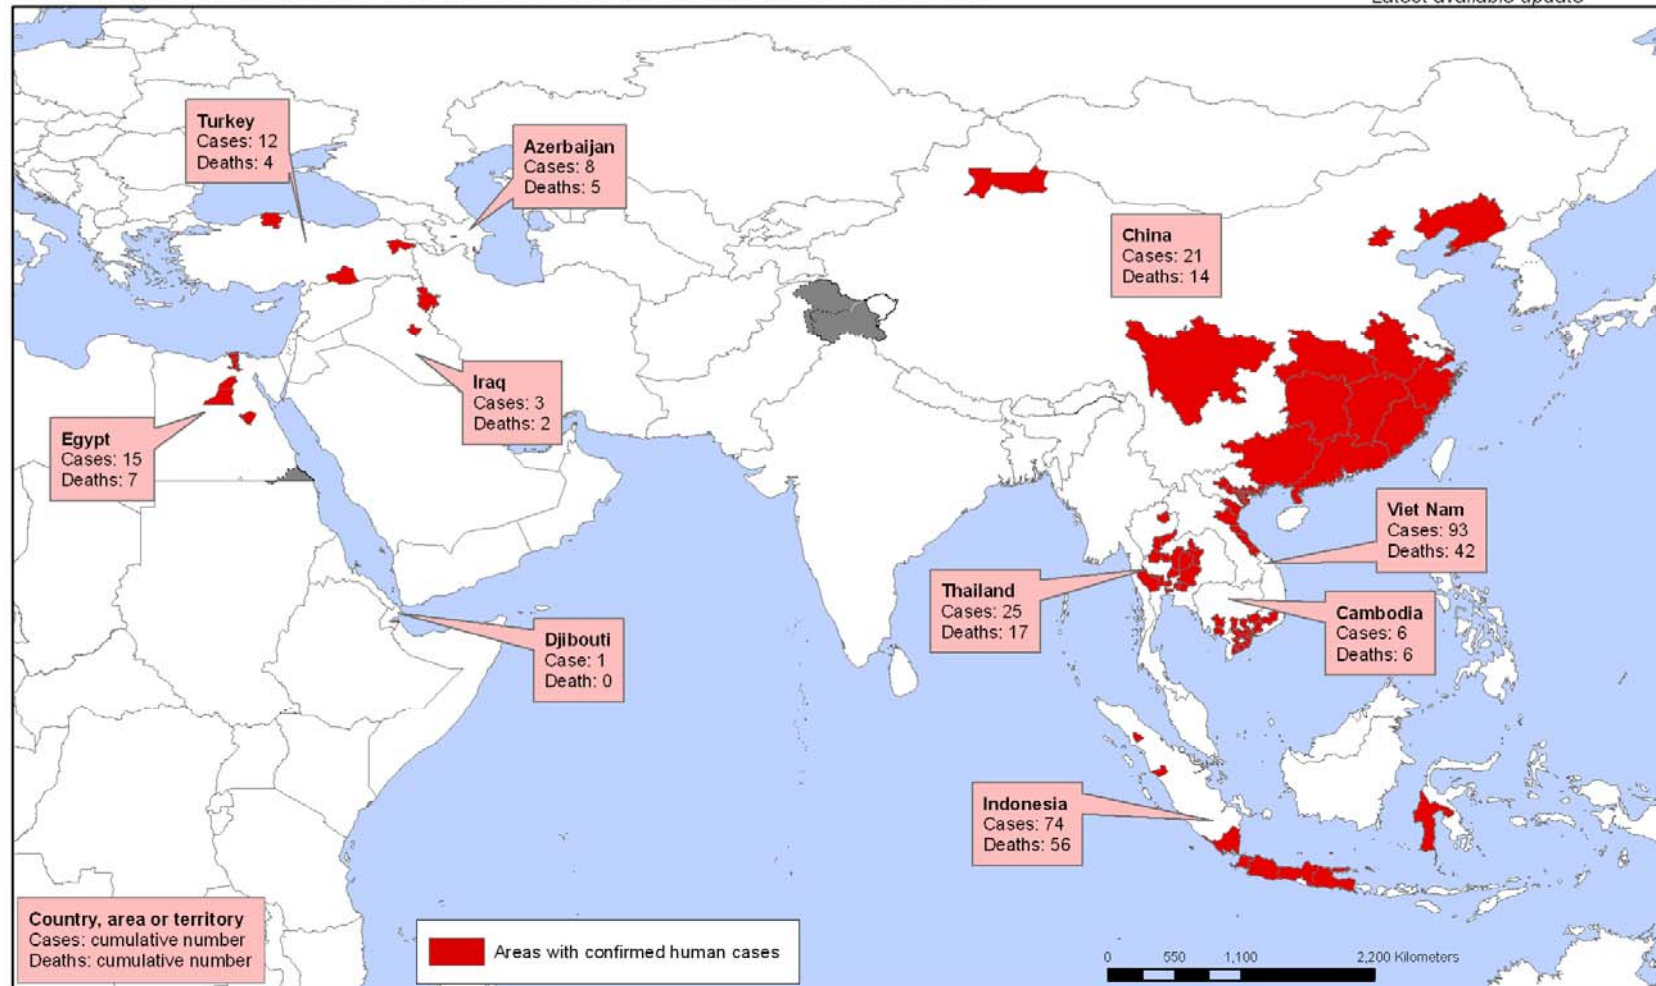 Latest available update
Turkey
Cases: 12
Deaths: 4
Azerbaijan
Cases: 8
Deaths: 5
China
Cases: 21
Deaths: 14
Iraq
Cases: 3
Deaths: 2
Egypt
Cases: 15
Deaths: 7
Viet Nam
Cases: 93
Deaths: 42
Thailand
Cases: 25
Deaths: 17
Cambodia
Cases: 6
Deaths: 6
Djibouti
Case: 1
Death: 0
Indonesia
Cases: 74
Deaths: 56
Country, area or territory
Cases: cumulative number
Deaths: cumulative number
Areas with confirmed human cases
0 550 1,100 2,200 Kilometers